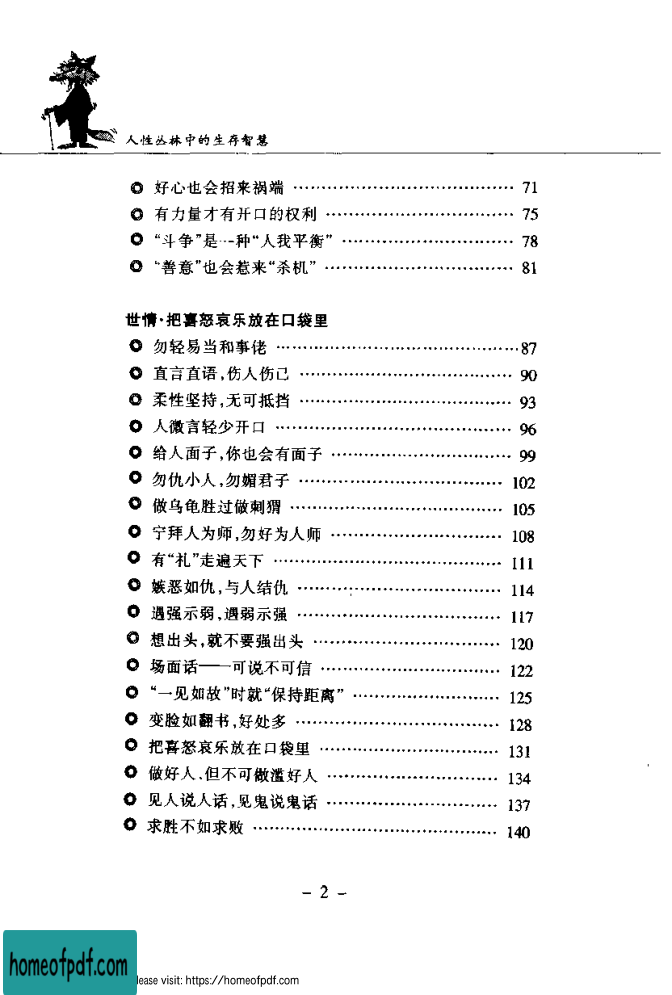 人性丛林中的生存智慧
好心也会招来祸端 …………………………………… 71
有力量才有开口的权利 ……………………………… 75
“斗争”是一种“人我平衡” …………………………… 78
“善意”也会惹来“杀机” ……………………………… 81
世情·把喜怒哀乐放在口袋里
勿轻易当和事佬 ……………………………………… 87
直言直语,伤人伤己 ………………………………… 90
柔性坚持,无可抵挡 ………………………………… 93
人微言轻少开口 ……………………………………… 96
给人面子,你也会有面子 …………………………… 99
勿仇小人,勿媚君子 ………………………………… 102
做乌龟胜过做刺猬 …………………………………… 105
宁拜人为师,勿好为人师 …………………………… 108
有“礼”走遍天下 ……………………………………… 111
嫉恶如仇,与人结仇 ………………………………… 114
遇强示弱,遇弱示强 ………………………………… 117
想出头,就不要强出头 ……………………………… 120
场面话——可说不可信 ……………………………… 122
“一见如故”时就“保持距离” ………………………… 125
变脸如翻书,好处多 ………………………………… 128
把喜怒哀乐放在口袋里 ……………………………… 131
做好人,但不可做滥好人 …………………………… 134
见人说人话,见鬼说鬼话 …………………………… 137
求胜不如求败 ………………………………………… 140
- 2 -
homeofpdf.com
lease visit: https://homeofpdf.com